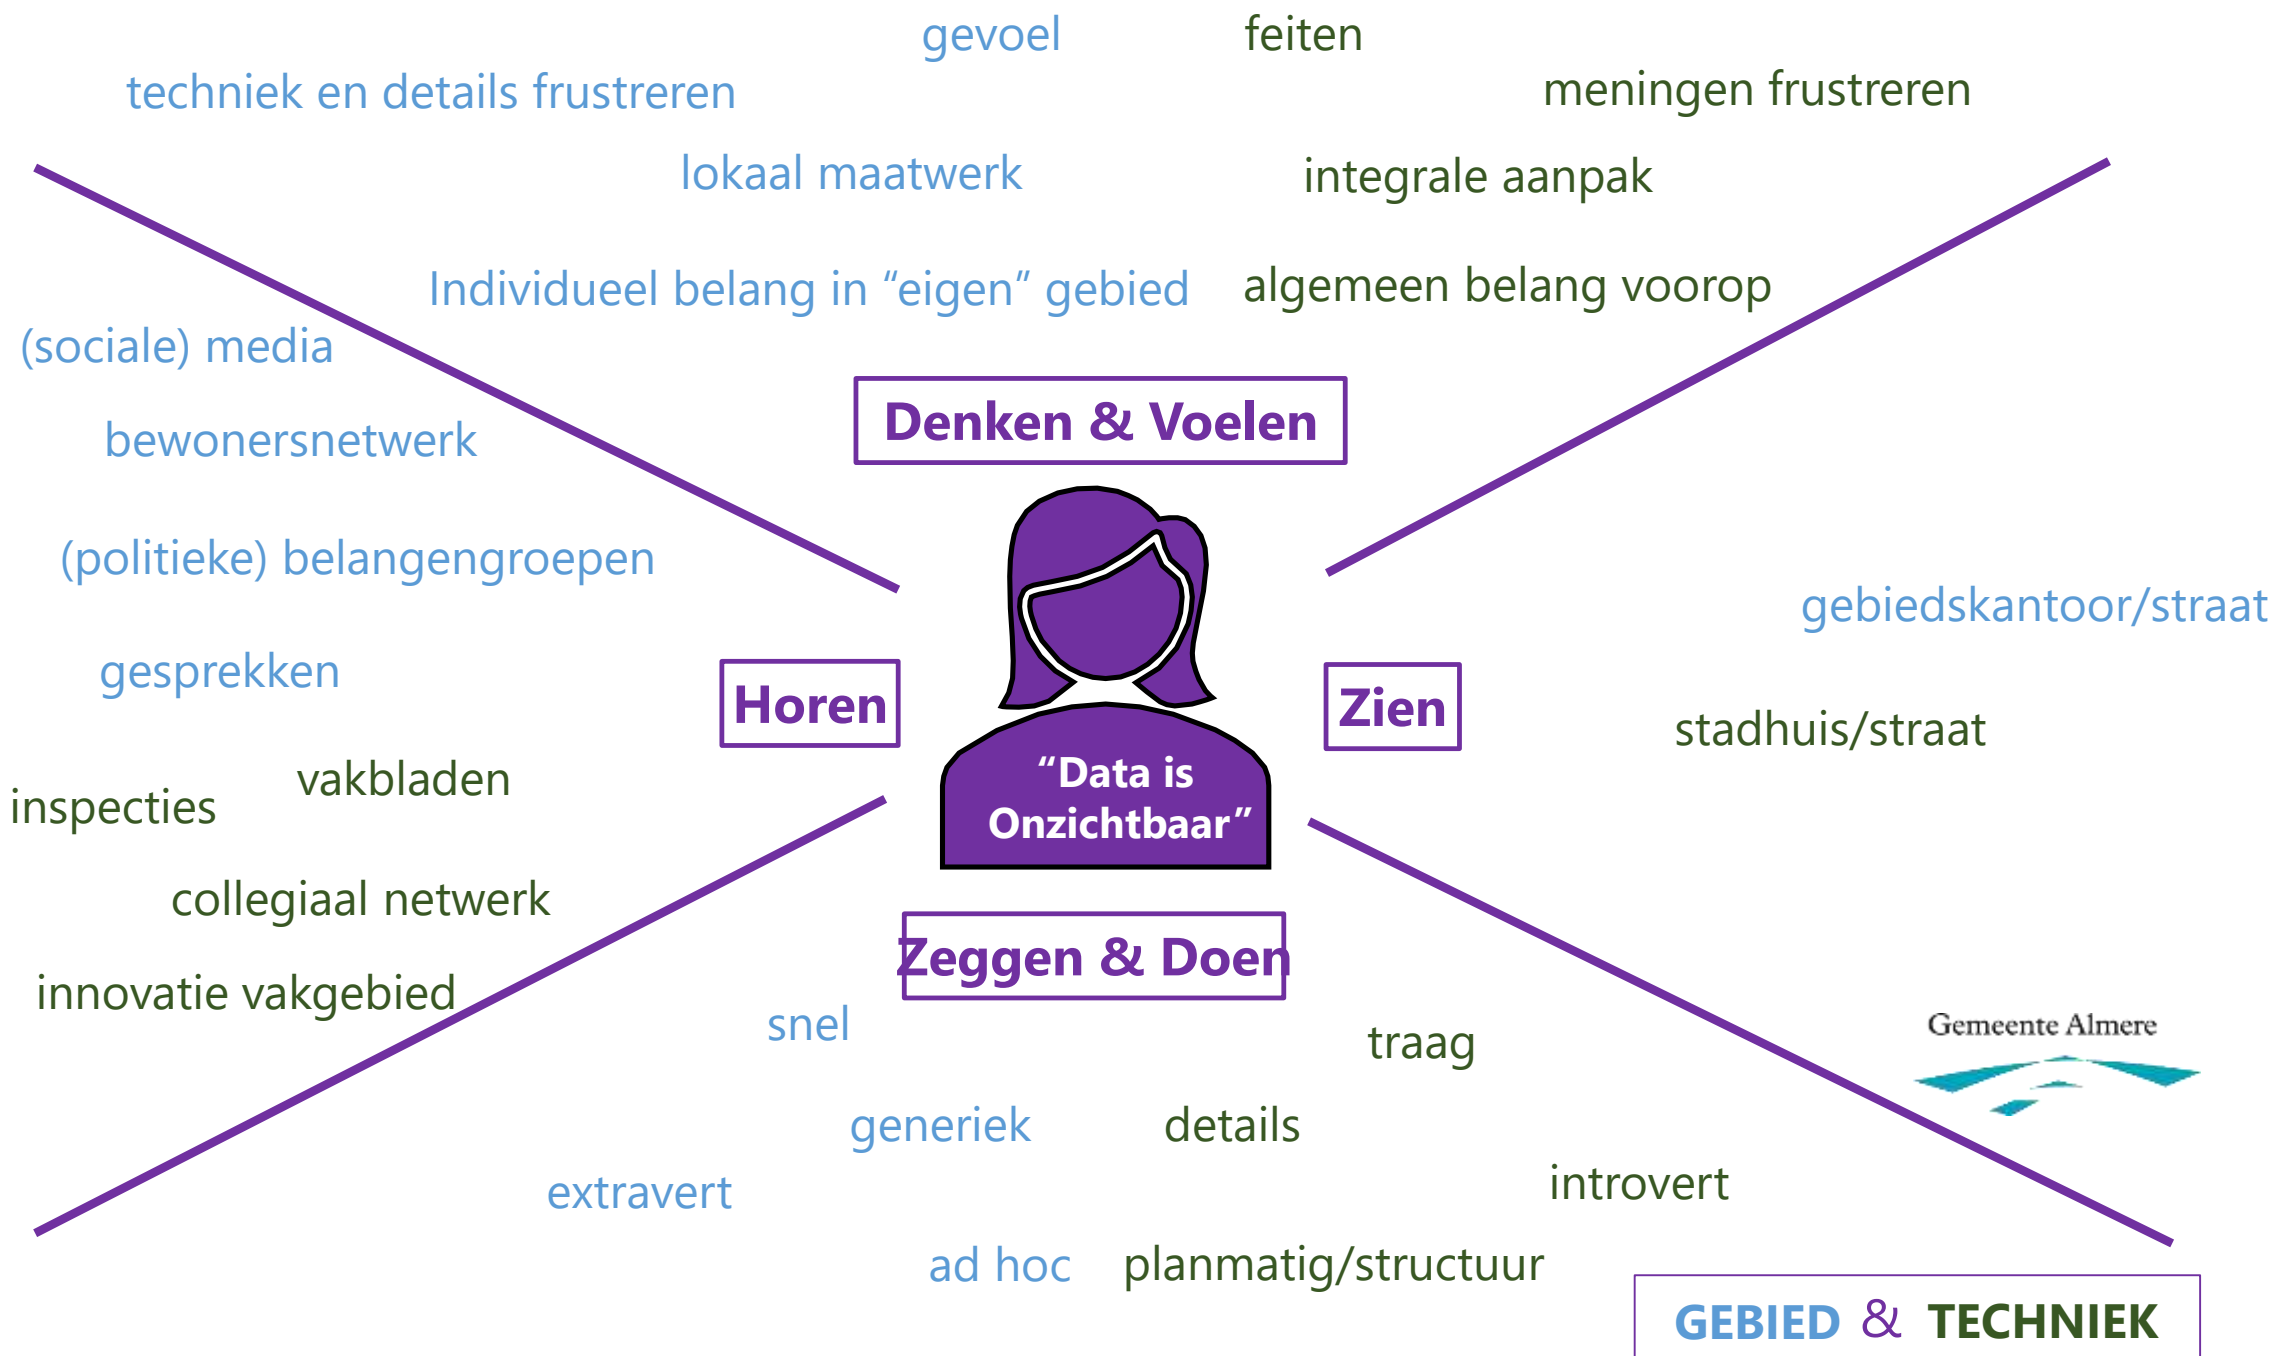 gevoel
feiten
techniek en details frustreren
meningen frustreren
lokaal maatwerk
integrale aanpak
Individueel belang in “eigen” gebied
algemeen belang voorop
Denken & Voelen
(sociale) media
bewonersnetwerk
(politieke) belangengroepen
gesprekken
Horen
vakbladen
inspecties
collegiaal netwerk
innovatie vakgebied
“Data is
Onzichtbaar”
gebiedskantoor/straat
Zien
stadhuis/straat
Zeggen & Doen
snel
traag
generiek
details
extravert
introvert
ad hoc
planmatig/structuur
Gemeente Almere
GEBIED & TECHNIEK